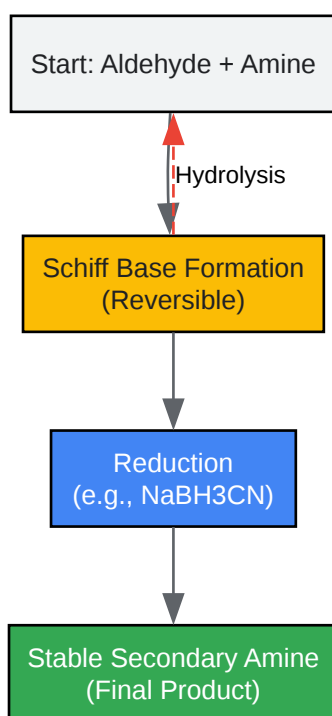 Start: Aldehyde + Amine
Hydrolysis
Schiff Base Formation
(Reversible)
Reduction
(e.g., NaBH3CN)
Stable Secondary Amine
(Final Product)